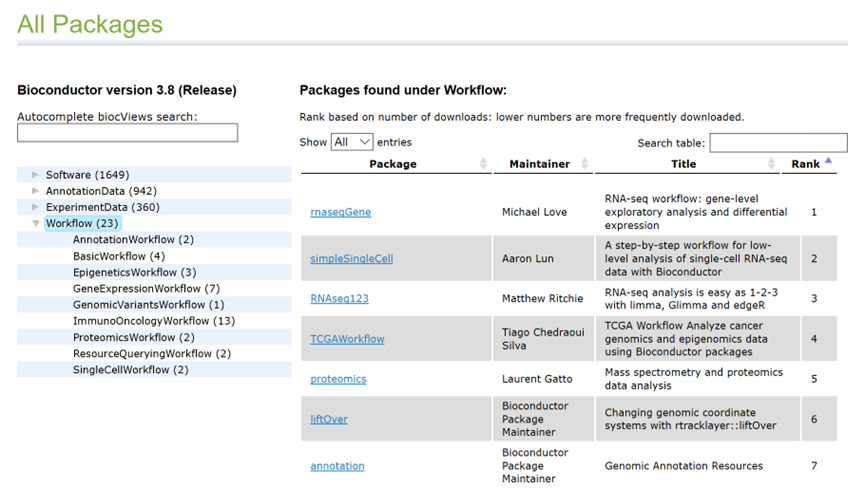 All Packages
Bioconductor version 3.8 (Release)
Autocomplete biocViews search:
Software (1649)
AnnotationData (942)
ExperimentData (360)
Workflow (23)
AnnotationWorkflow (2)
BasicWorkflow (4)
EpigeneticsWorkflow (3)
GeneExpressionWorkflow (7)
GenomicVariantsWorkflow (1)
ImmunoOncologyWorkflow (13)
ProteomicsWorkflow (2)
ResourceQueryingWorkflow (2)
SingleCellWorkflow (2)
Packages found under Workflow:
Rank based on number of downloads: lower numbers are more frequently downloaded.
Show All entries Search table:
Package Maintainer Title Rank
rnaseqGene Michael Love RNA-seq workflow: gene-level
exploratory analysis and differential
expression 1
simpleSingleCell Aaron Lun A step-by-step workflow for low-
level analysis of single-cell RNA-seq
data with Bioconductor 2
RNAseq123 Matthew Ritchie RNA-seq analysis is easy as 1-2-3
with limma, Glimma and edgeR 3
TCGAWorkflow Tiago Chedraoui
Silva TCGA Workflow Analyze cancer
genomics and epigenomics data
using Bioconductor packages 4
proteomics Laurent Gatto Mass spectrometry and proteomics
data analysis 5
liftOver Bioconductor
Package
Maintainer Changing genomic coordinate
systems with rtracklayer::liftOver 6
annotation Bioconductor
Package
Maintainer Genomic Annotation Resources 7